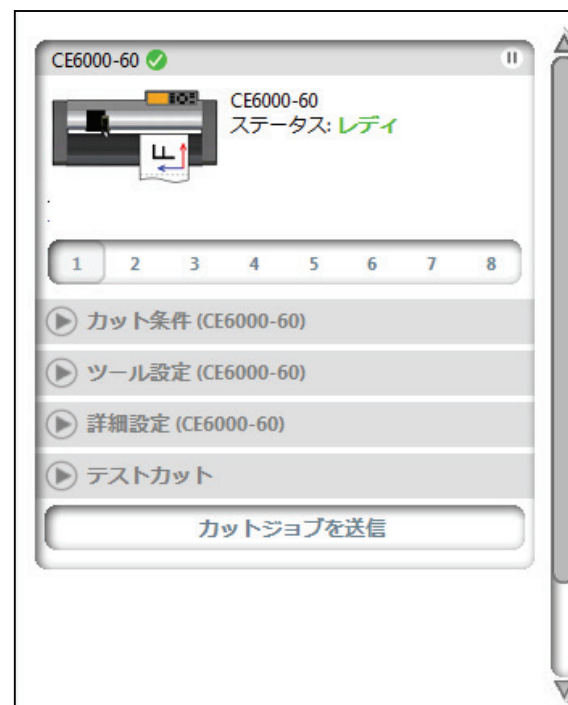 CE6000-60
CE6000-60
ステータス: レディ
F
1 2 3 4 5 6 7 8
カット条件 (CE6000-60)
ツール設定 (CE6000-60)
詳細設定 (CE6000-60)
テストカット
カットジョブを送信